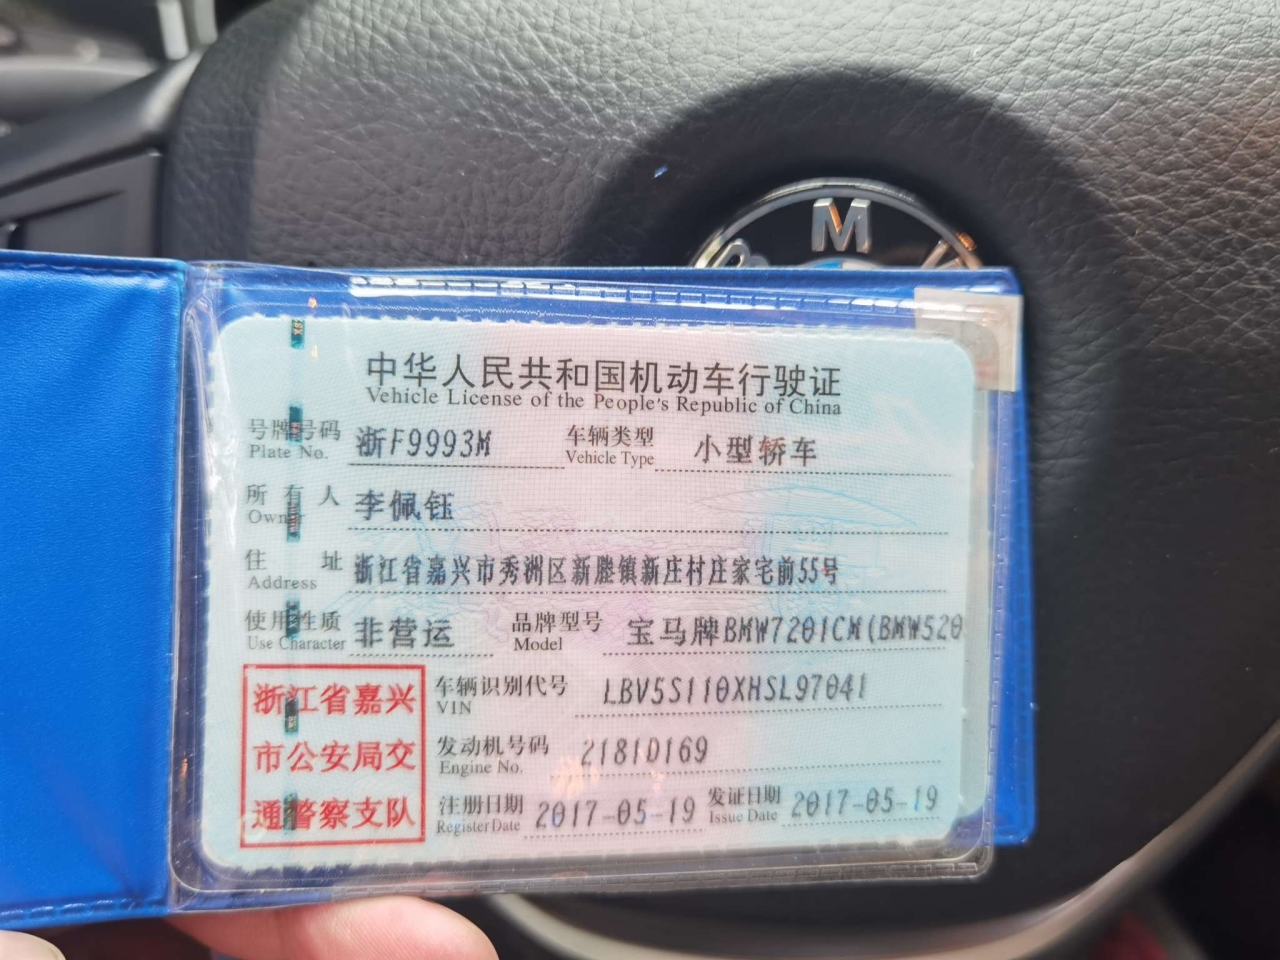 M
中华人民共和国机动车行驶证
Vehicle License of the People's Republic of China
号牌号码 浙F9993M 车辆类型 小型轿车
Plate No. Vehicle Type
所有人 李佩钰
Owner
住址 浙江省嘉兴市秀洲区新塍镇新庄村庄家宅前55号
Address
使用性质 非营运 品牌型号 宝马牌BMW7201CM(BMW520
Use Character Model
浙江省嘉兴
市公安局交
通警察支队
车辆识别代号 LBV5S110XHSL97041
VIN
发动机号码 21810169
Engine No.
注册日期 2017-05-19 发证日期 2017-05-19
Register Date Issue Date